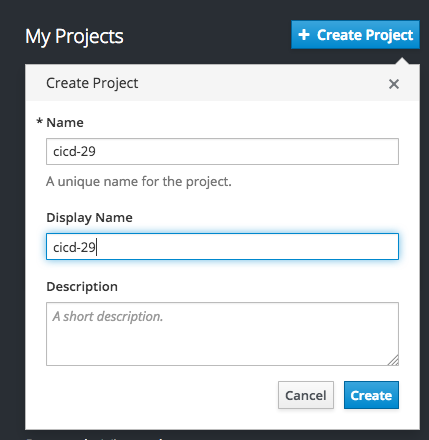 My Projects
+ Create Project
Create Project
×
* Name
cicd-29
A unique name for the project.
Display Name
cicd-29
Description
A short description.
Cancel
Create